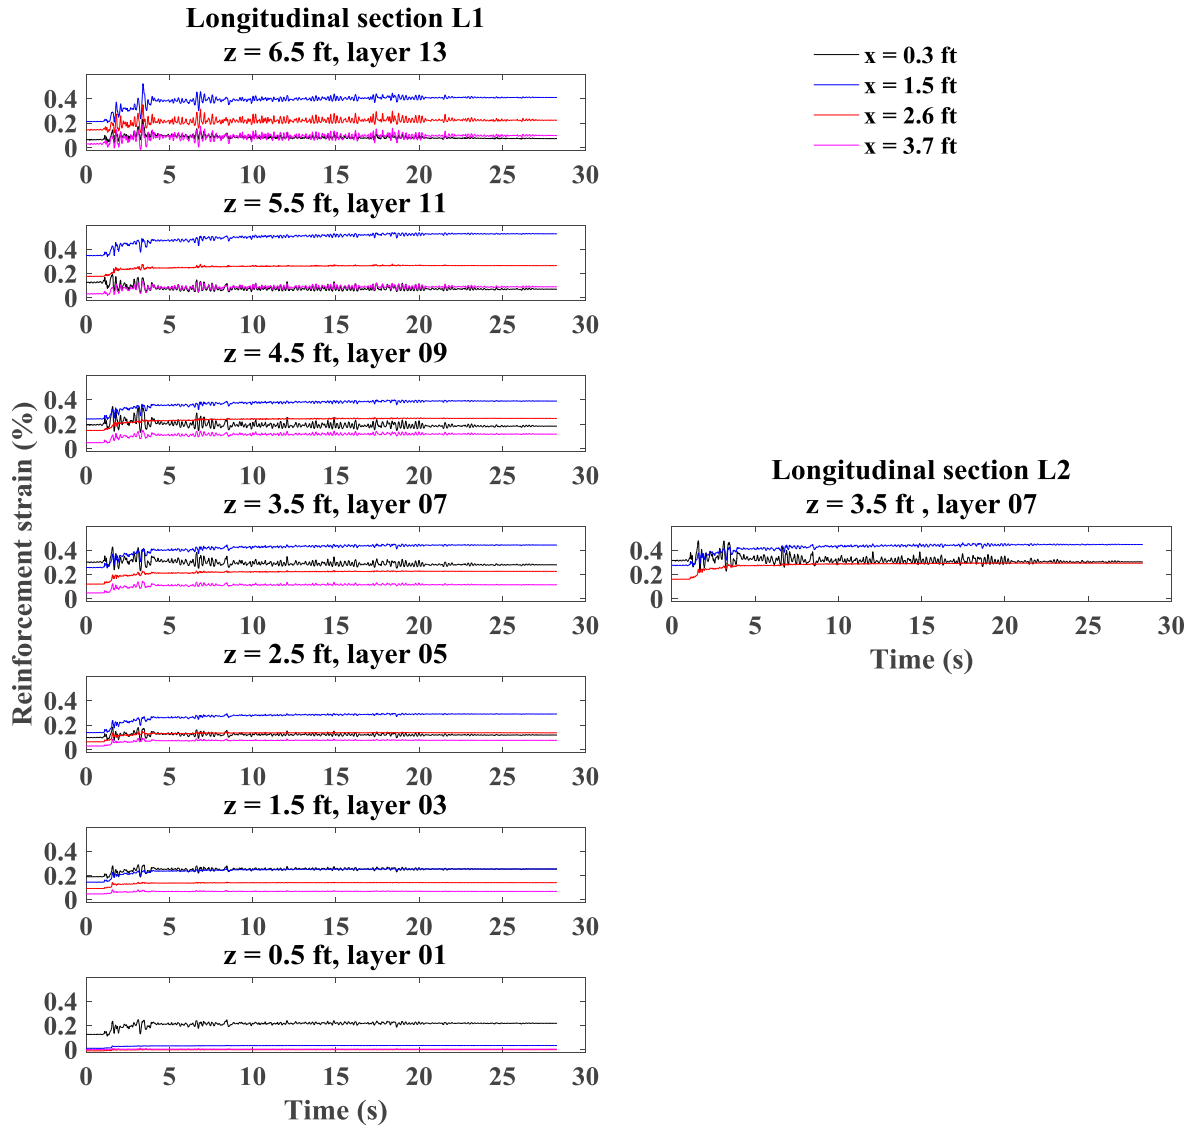 Longitudinal section L1
z = 6.5 ft, layer 13
0.4
0.2
0
0 5 10 15 20 25 30
x = 0.3 ft
x = 1.5 ft
x = 2.6 ft
x = 3.7 ft
z = 5.5 ft, layer 11
0.4
0.2
0
0 5 10 15 20 25 30
z = 4.5 ft, layer 09
0.4
0.2
0
0 5 10 15 20 25 30
Reinforcement strain (%)
z = 3.5 ft, layer 07
0.4
0.2
0
0 5 10 15 20 25 30
z = 2.5 ft, layer 05
0.4
0.2
0
0 5 10 15 20 25 30
z = 1.5 ft, layer 03
0.4
0.2
0
0 5 10 15 20 25 30
z = 0.5 ft, layer 01
0.4
0.2
0
0 5 10 15 20 25 30
Time (s)
Longitudinal section L2
z = 3.5 ft , layer 07
0.4
0.2
0
0 5 10 15 20 25 30
Time (s)